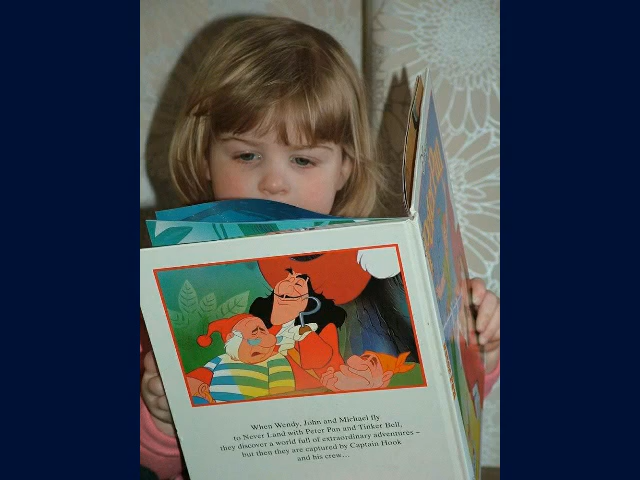 When Wendy, John and Michael fly
to Never Land with Peter Pan and Tinker Bell,
they discover a world full of extraordinary adventures –
but then they are captured by Captain Hook
and his crew...